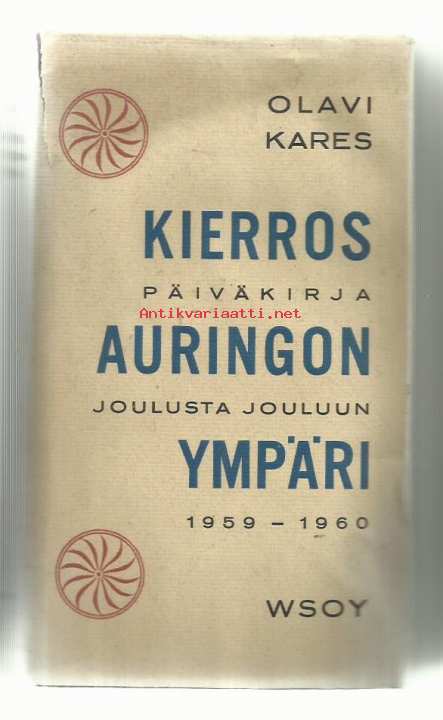 OLAVI
KARES
KIERROS
PÄIVÄKIRJA
Antikvariaatti.net
AURINGON
JOULUSTA JOULUUN
YMPÄRI
1959 – 1960
WSOY